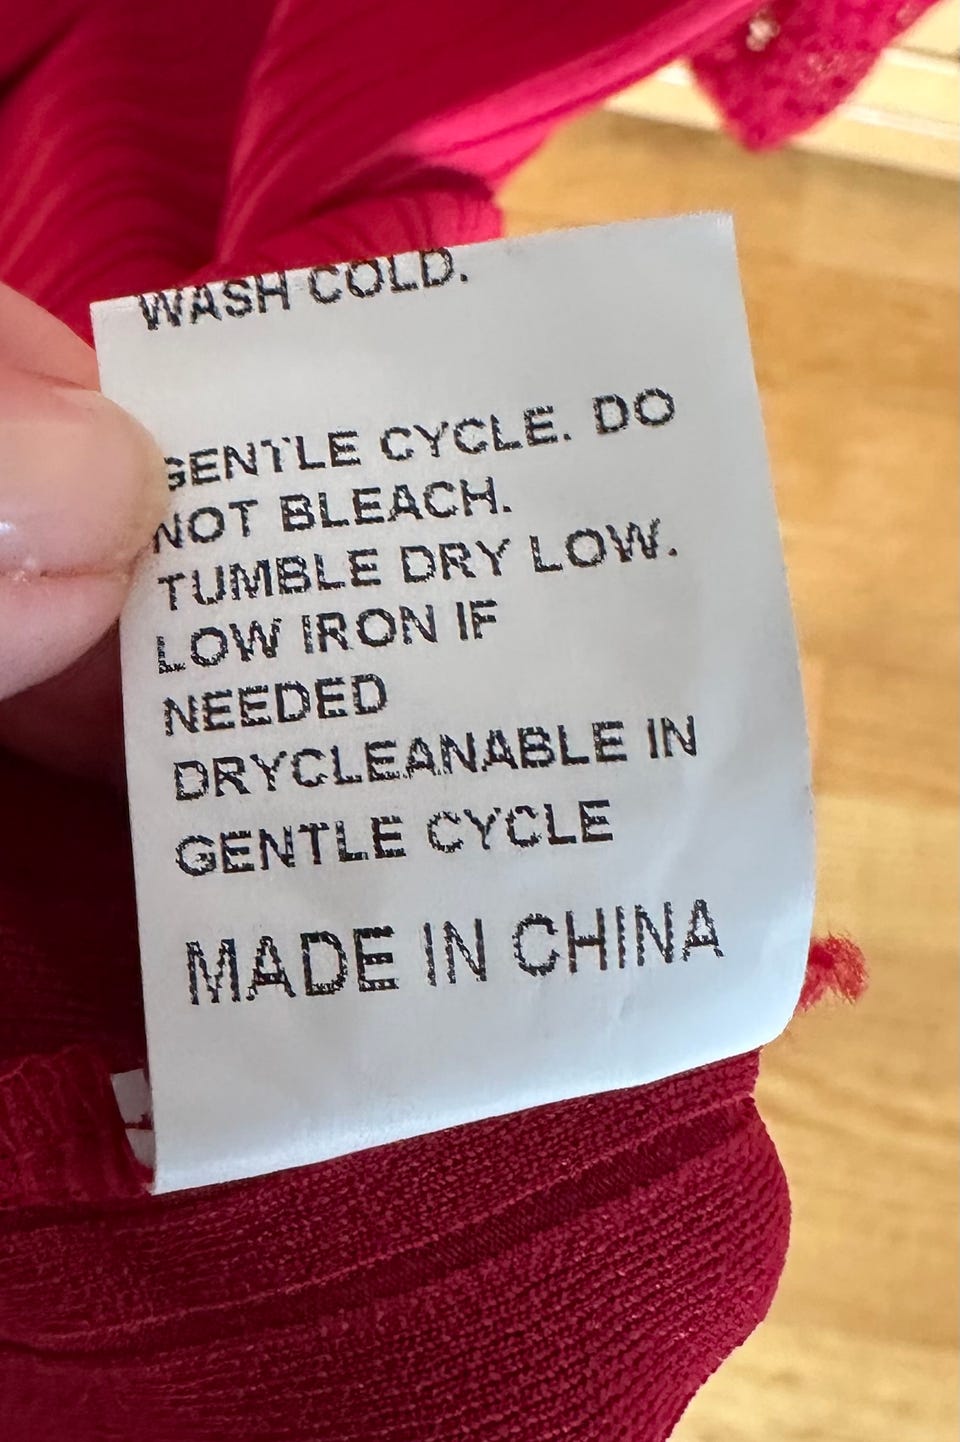 WASH COLD.
GENTLE CYCLE. DO
NOT BLEACH.
TUMBLE DRY LOW.
LOW IRON IF
NEEDED
DRYCLEANABLE IN
GENTLE CYCLE
MADE IN CHINA